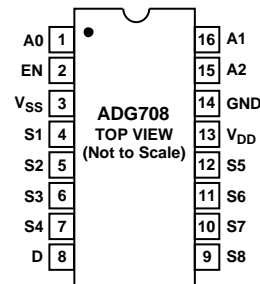 A0 1 16 A1
EN 2 15 A2
VSS 3 14 GND
ADG708
S1 4 TOP VIEW 13 VDD
S2 5 (Not to Scale) 12 S5
S3 6 11 S6
S4 7 10 S7
D 8 9 S8